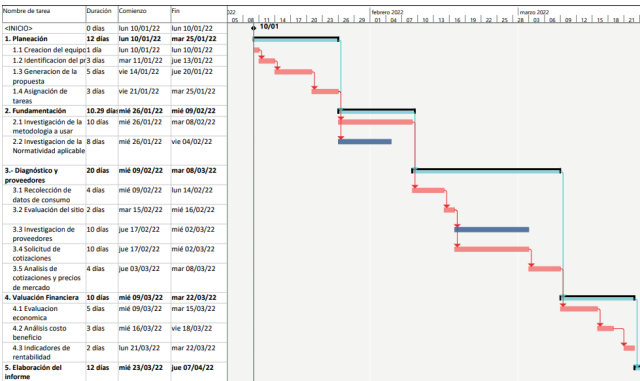 Nombre de tarea Duración Comienzo Fin
febrero 2022 marzo 2022
05 08 11 14 17 20 23 26 29 01 04 07 10 13 16 19 22 25 28 03 06 09 12 15 18 21
<INICIO> 0 días lun 10/01/22 lun 10/01/22
10/01
1. Planeación 12 días lun 10/01/22 mar 25/01/22
1.1 Creacion del equipo 1 día lun 10/01/22 lun 10/01/22
1.2 Identificacion del pr 3 días mar 11/01/22 jue 13/01/22
1.3 Generacion de la 5 días vie 14/01/22 jue 20/01/22
propuesta
1.4 Asignación de 3 días vie 21/01/22 mar 25/01/22
tareas
2. Fundamentación 10.29 días mié 26/01/22 mié 09/02/22
2.1 Investigación de la 10 días mié 26/01/22 mar 08/02/22
metodologia a usar
2.2 Investigacion de la 8 días mié 26/01/22 vie 04/02/22
Normatividad aplicable
3.- Diagnóstico y 20 días mié 09/02/22 mar 08/03/22
proveedores
3.1 Recolección de 4 días mié 09/02/22 lun 14/02/22
datos de consumo
3.2 Evaluación del sitio 2 días mar 15/02/22 mié 16/02/22
3.3 Investigacion de 10 días jue 17/02/22 mié 02/03/22
proveedores
3.4 Solicitud de 10 días jue 17/02/22 mié 02/03/22
cotizaciones
3.5 Analisis de 4 días jue 03/03/22 mar 08/03/22
cotizaciones y precios
de mercado
4. Valuación Financiera 10 días mié 09/03/22 mar 22/03/22
4.1 Evaluacion 5 días mié 09/03/22 mar 15/03/22
economica
4.2 Análisis costo 3 días mié 16/03/22 vie 18/03/22
beneficio
4.3 Indicadores de 2 días lun 21/03/22 mar 22/03/22
rentabilidad
5. Elaboración del 12 días mié 23/03/22 jue 07/04/22
informe